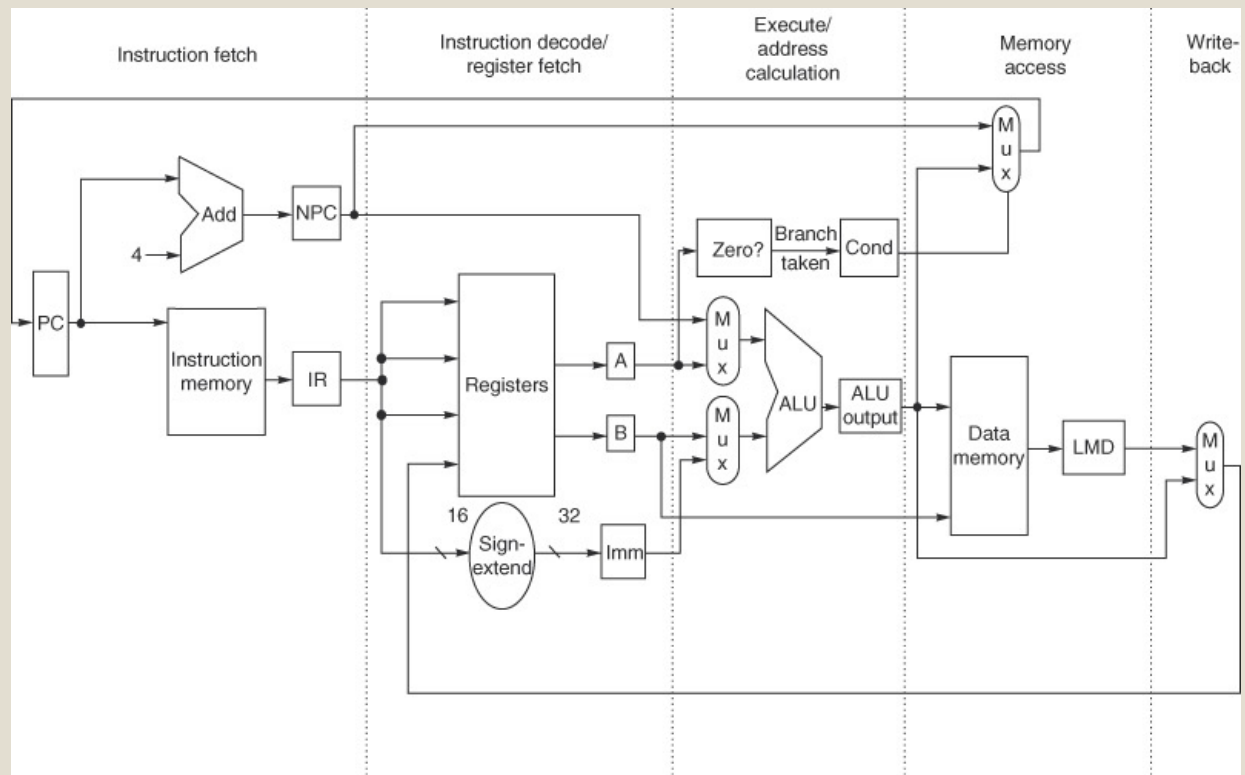 Instruction fetch
Instruction decode/
register fetch
Execute/
address
calculation
Memory
access
Write-
back
M
u
x
Add
NPC
4
Zero?
Branch
taken
Cond
PC
Instruction
memory
IR
Registers
A
B
M
u
x
M
u
x
ALU
ALU
output
Data
memory
LMD
M
u
x
16
Sign-
extend
32
Imm